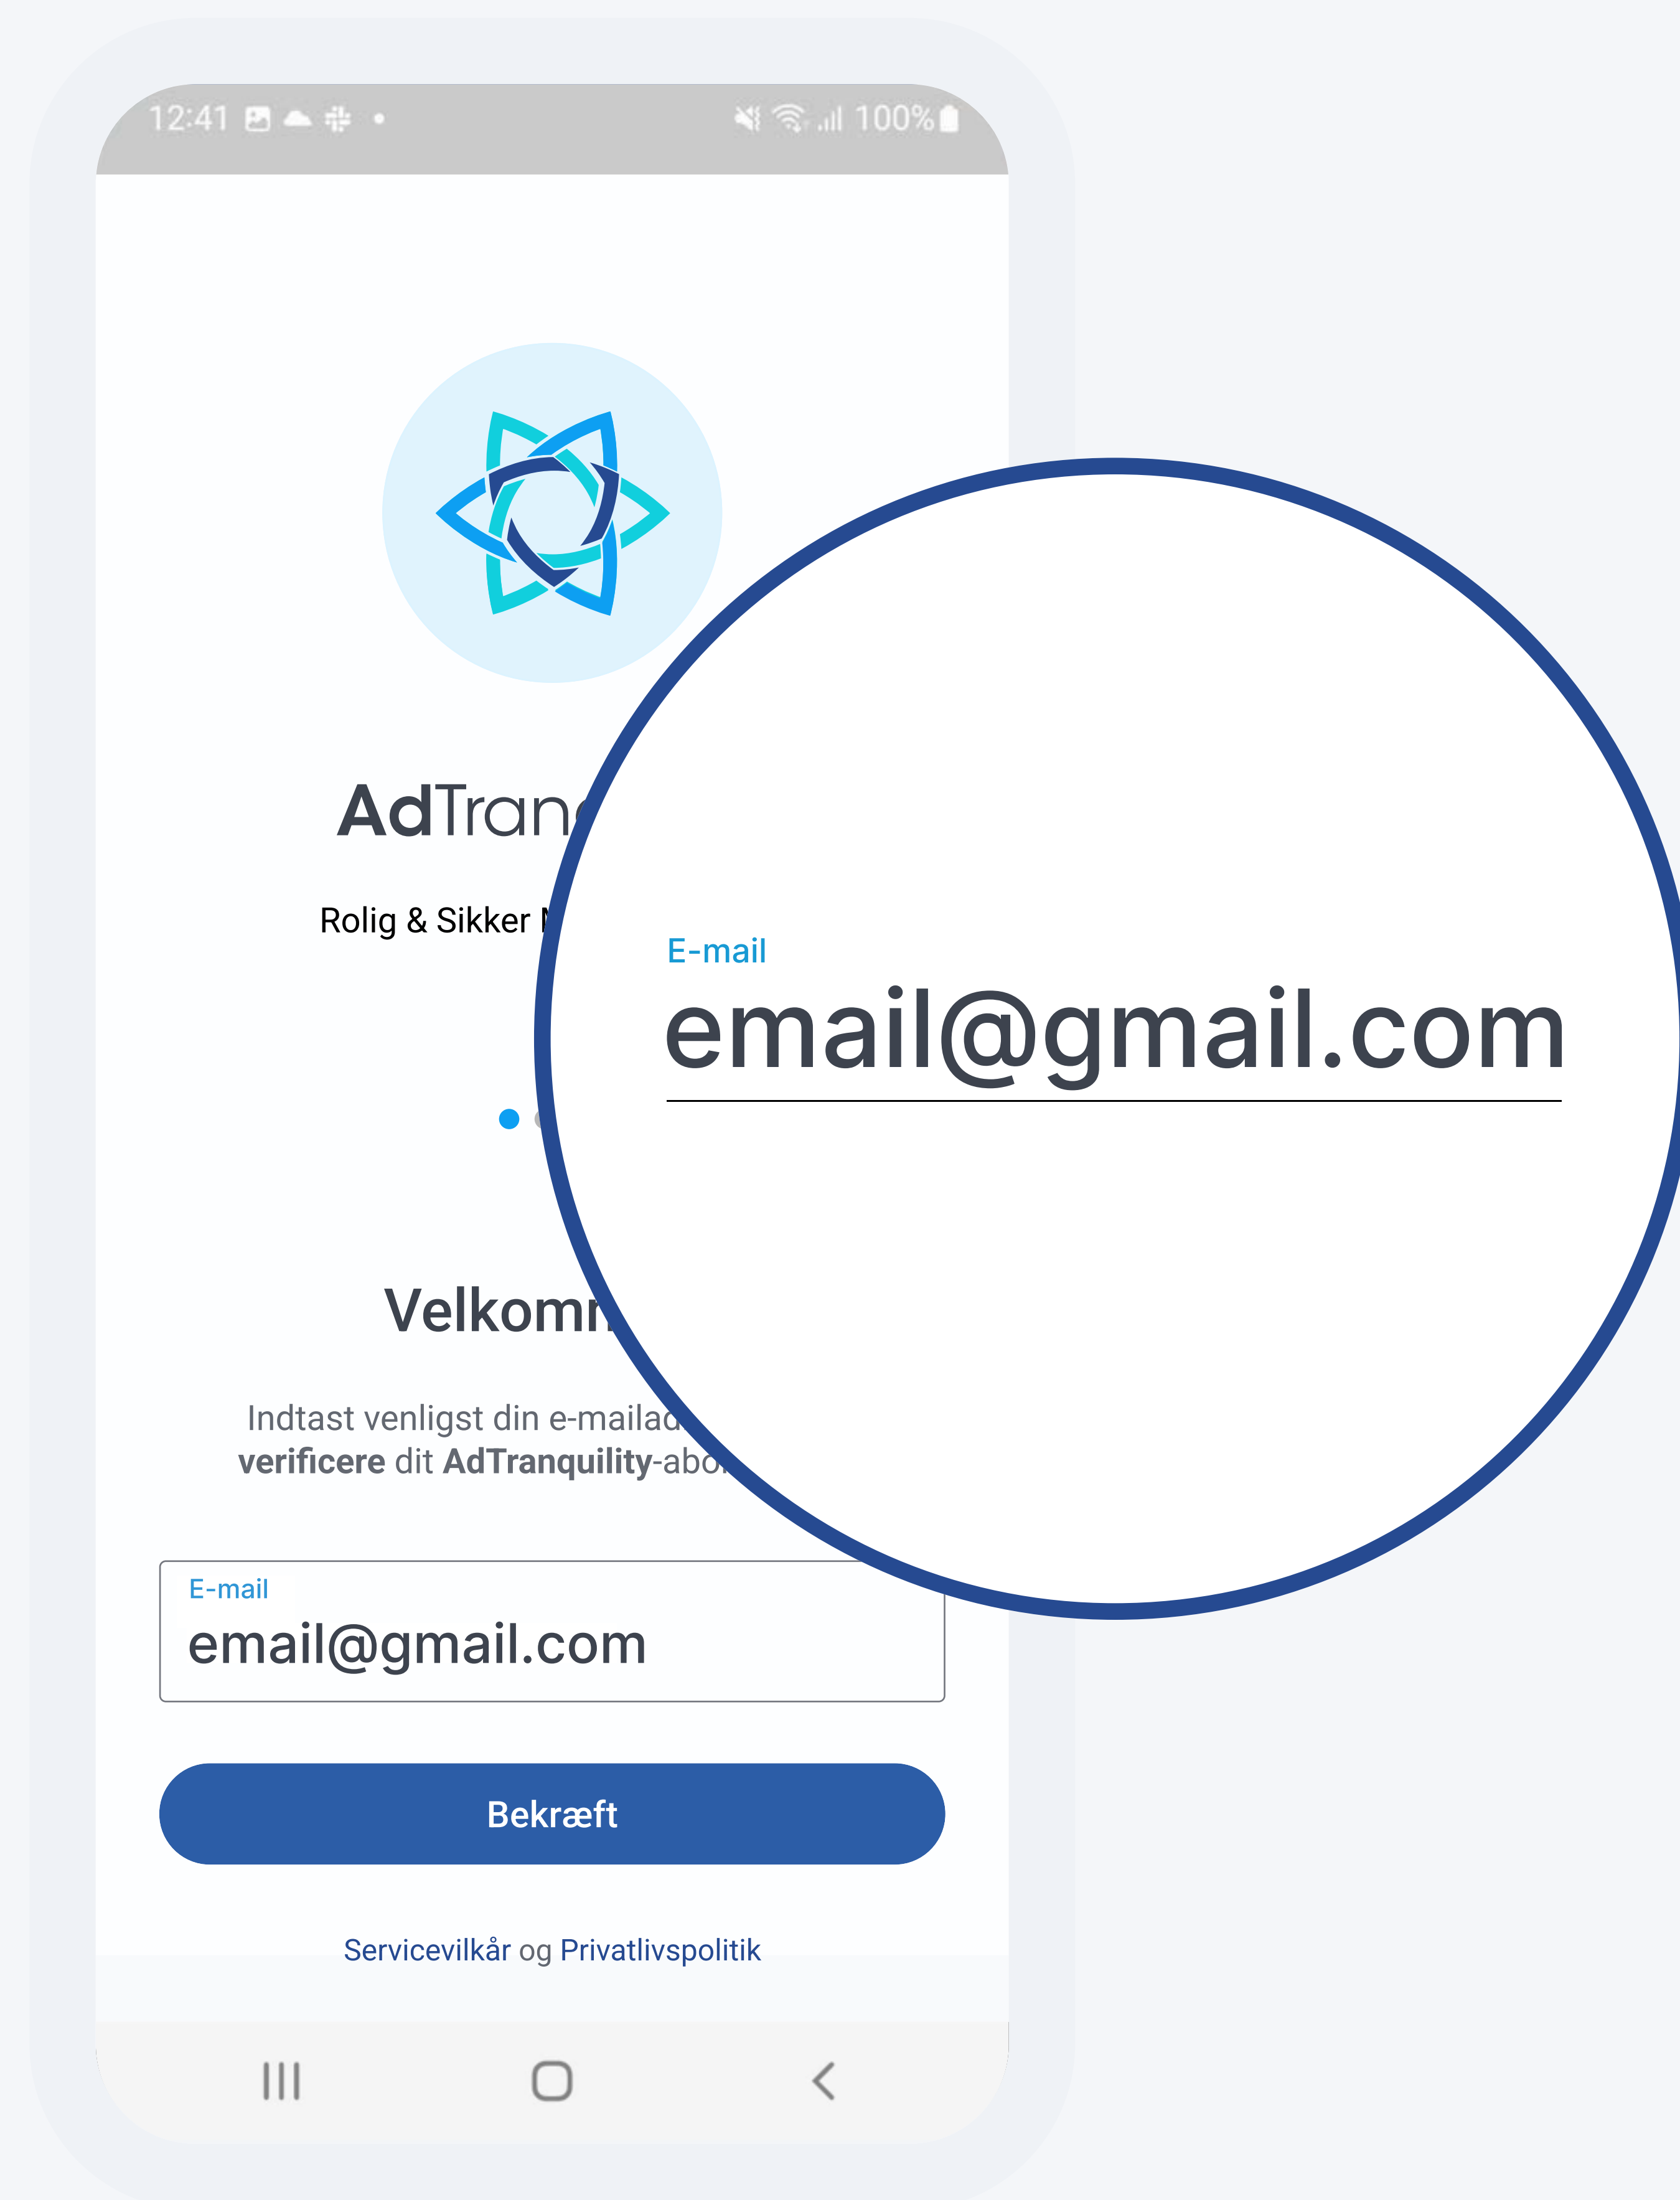 12:41
100%
AdTran
Rolig & Sikker
E-mail
email@gmail.com
Velkomm
Indtast venligst din e-mailad
verificere dit AdTranquility-abo
E-mail
email@gmail.com
Bekræft
Servicevilkår og Privatlivspolitik